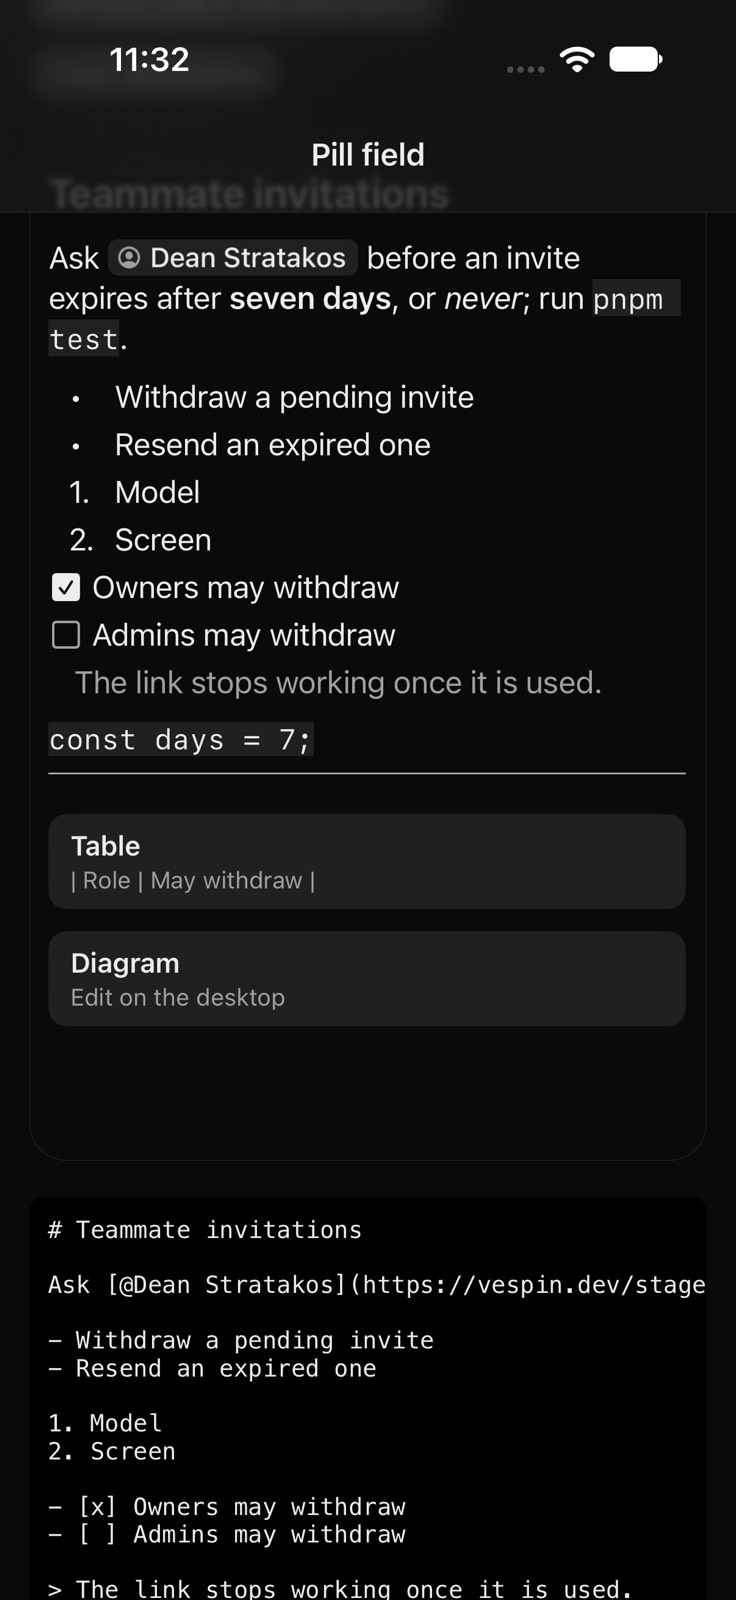 11:32
Pill field
Teammate invitations
Ask Dean Stratakos before an invite
expires after seven days, or never; run pnpm
test.
• Withdraw a pending invite
• Resend an expired one
1. Model
2. Screen
Owners may withdraw
Admins may withdraw
The link stops working once it is used.
const days = 7;
Table
| Role | May withdraw |
Diagram
Edit on the desktop
# Teammate invitations
Ask [@Dean Stratakos](https://vespin.dev/stage
- Withdraw a pending invite
- Resend an expired one
1. Model
2. Screen
- [x] Owners may withdraw
- [ ] Admins may withdraw
> The link stops working once it is used.